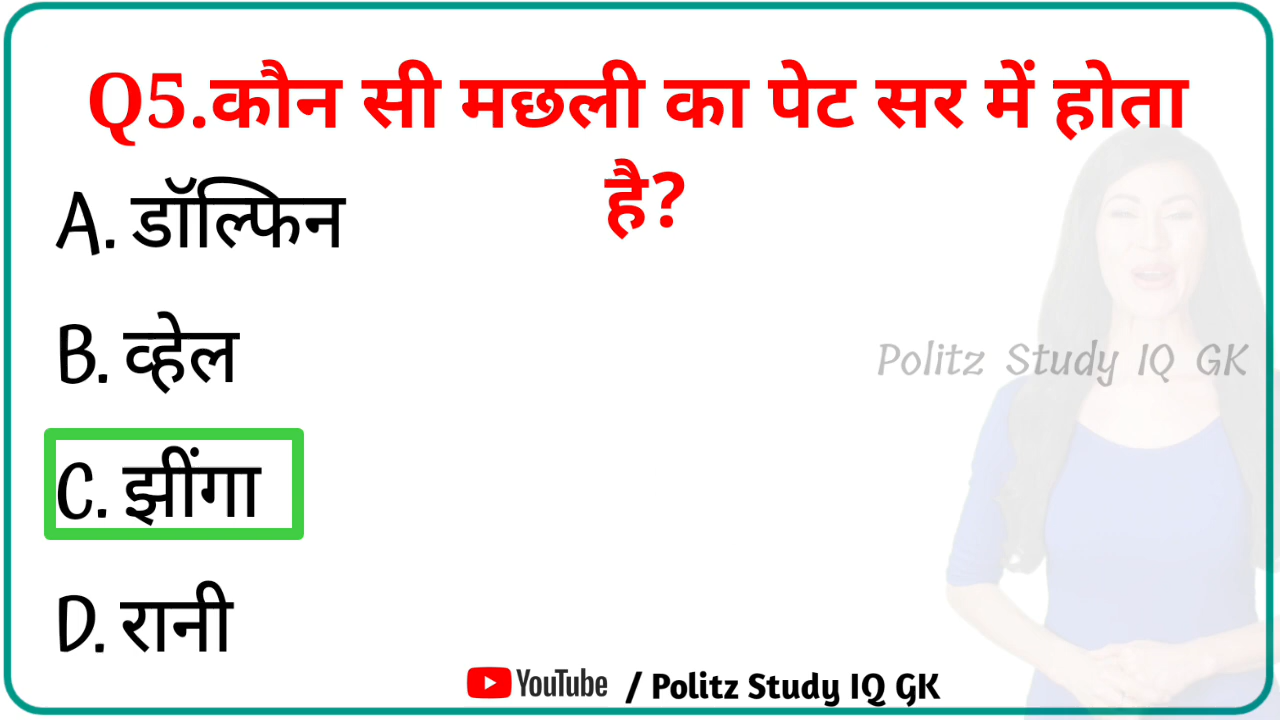 Q5.कौन सी मछली का पेट सर में होता
है?
A. डॉल्फिन
B. व्हेल
Politz Study IQ GK
C. झींगा
D. रानी
YouTube / Politz Study IQ GK